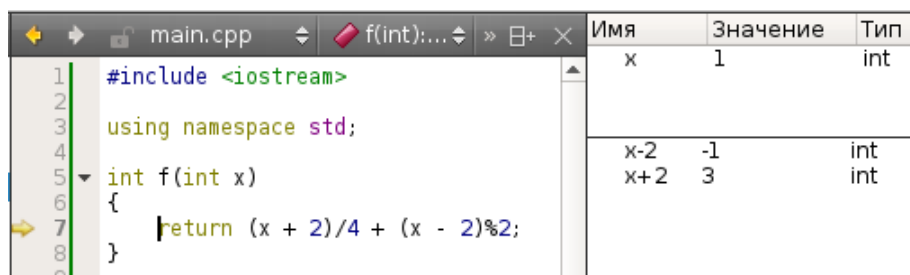 main.cpp f(int):... » Имя Значение Тип
x 1 int
1 #include <iostream>
2
3 using namespace std;
4
x-2 -1 int
5 int f(int x)
x+2 3 int
6 {
7 return (x + 2)/4 + (x - 2)%2;
8 }